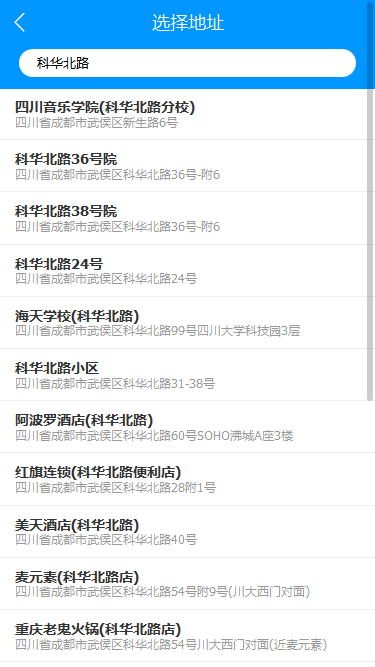 选择地址
科华北路
四川音乐学院(科华北路分校)
四川省成都市武侯区新生路6号
科华北路36号院
四川省成都市武侯区科华北路36号-附6
科华北路38号院
四川省成都市武侯区科华北路36号-附6
科华北路24号
四川省成都市武侯区科华北路24号
海天学校(科华北路)
四川省成都市武侯区科华北路99号四川大学科技园3层
科华北路小区
四川省成都市武侯区科华北路31-38号
阿波罗酒店(科华北路)
四川省成都市武侯区科华北路60号SOHO沸城A座3楼
红旗连锁(科华北路便利店)
四川省成都市武侯区科华北路28附1号
美天酒店(科华北路)
四川省成都市武侯区科华北路40号
麦元素(科华北路店)
四川省成都市武侯区科华北路54号附9号(川大西门对面)
重庆老鬼火锅(科华北路店)
四川省成都市武侯区科华北路54号川大西门对面(近麦元素)